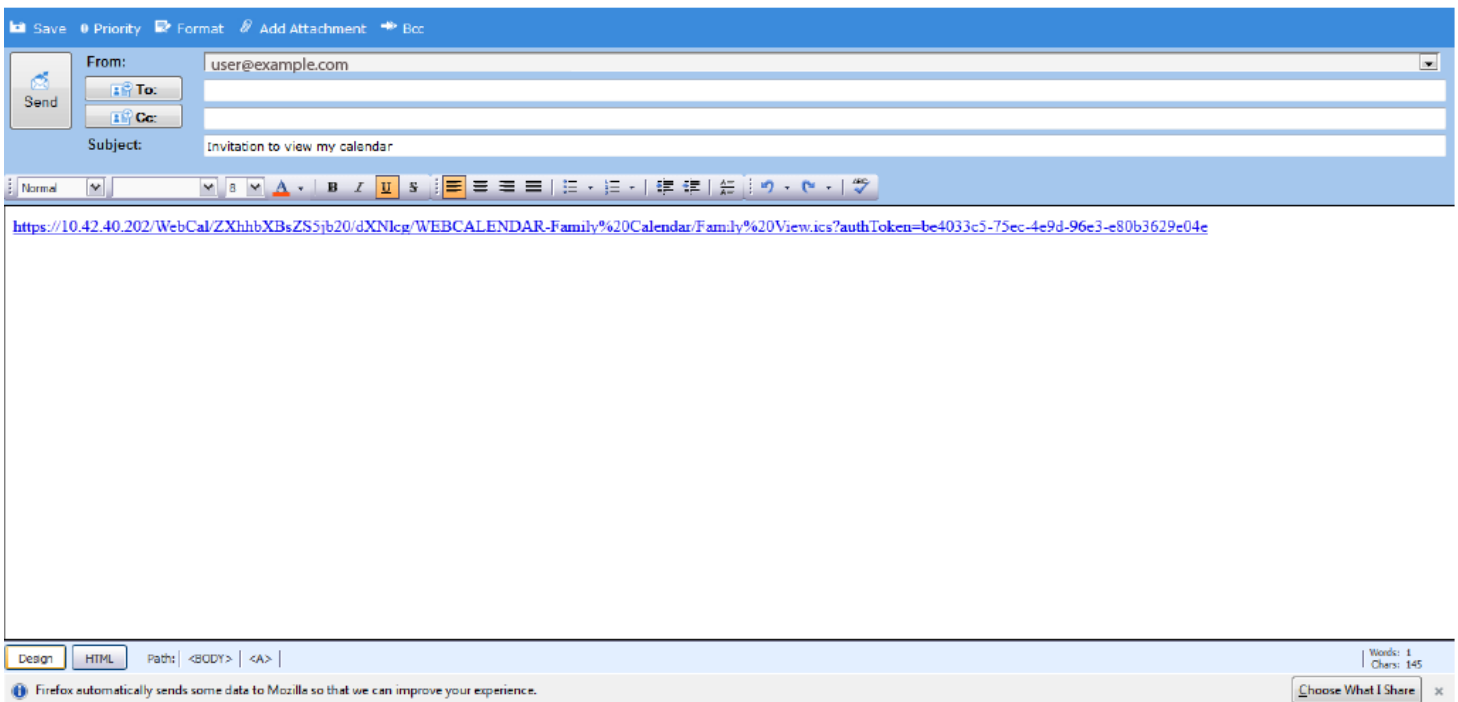 Save Priority Format Add Attachment Bcc
From: user@example.com
Send
To:
Cc:
Subject: Invitation to view my calendar
Normal 8 A B I U S
https://10.42.40.202/WebCal/ZXhhbXBsZS5jb20/dXNlcg/WEBCALENDAR-Family%20Calendar/Family%20View.ics?authToken=be4033c5-75ec-4e9d-96e3-e80b3629e04e
Design HTML Path: <BODY> <A>
Words: 1
Chars: 145
Firefox automatically sends some data to Mozilla so that we can improve your experience. Choose What I Share